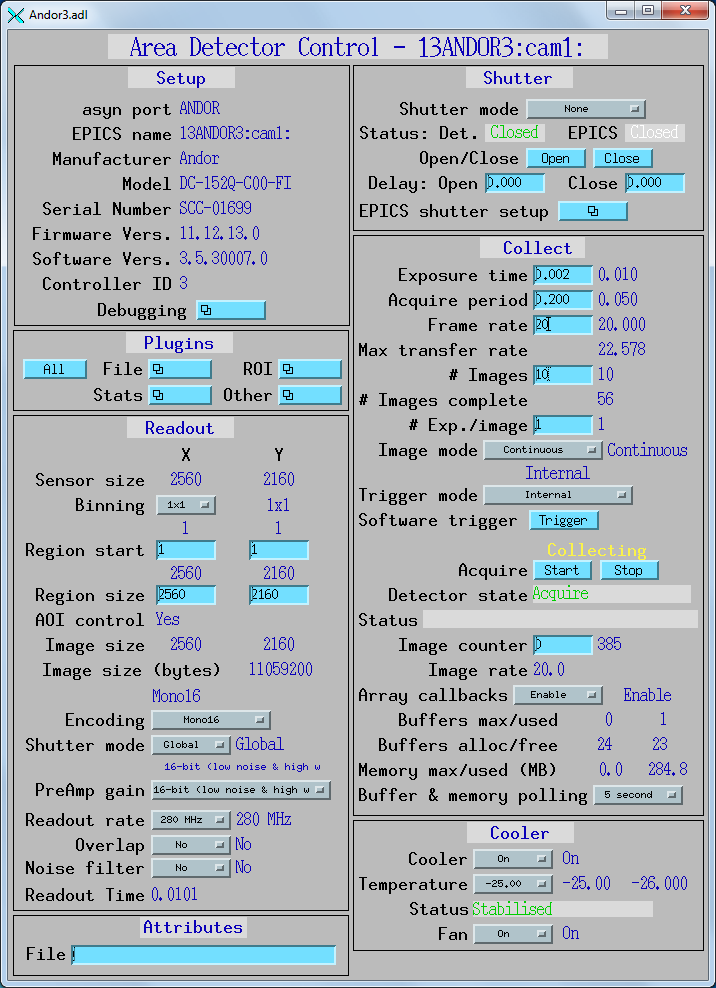 Andor3.adl
Area Detector Control - 13ANDOR3:cam1:
Setup
asyn port ANDOR
EPICS name 13ANDOR3:cam1:
Manufacturer Andor
Model DC-152Q-C00-FI
Serial Number SCC-01699
Firmware Vers. 11.12.13.0
Software Vers. 3.5.30007.0
Controller ID 3
Debugging
Plugins
All File ROI
Stats Other
Readout
X Y
Sensor size 2560 2160
Binning 1x1 1x1
1 1
Region start 1 1
2560 2160
Region size 2560 2160
AOI control Yes
Image size 2560 2160
Image size (bytes) 11059200
Mono16
Encoding Mono16
Shutter mode Global Global
16-bit (low noise & high w
PreAmp gain 16-bit (low noise & high w
Readout rate 280 MHz 280 MHz
Overlap No No
Noise filter No No
Readout Time 0.0101
Attributes
File
Shutter
Shutter mode None
Status: Det. Closed EPICS Closed
Open/Close Open Close
Delay: Open 0.000 Close 0.000
EPICS shutter setup
Collect
Exposure time 0.002 0.010
Acquire period 0.200 0.050
Frame rate 20 20.000
Max transfer rate 22.578
# Images 10 10
# Images complete 56
# Exp./image 1 1
Image mode Continuous Continuous
Internal
Trigger mode Internal
Software trigger Trigger
Collecting
Acquire Start Stop
Detector state Acquire
Status
Image counter 0 385
Image rate 20.0
Array callbacks Enable Enable
Buffers max/used 0 1
Buffers alloc/free 24 23
Memory max/used (MB) 0.0 284.8
Buffer & memory polling 5 second
Cooler
Cooler On On
Temperature -25.00 -25.00 -26.000
Status Stabilised
Fan On On